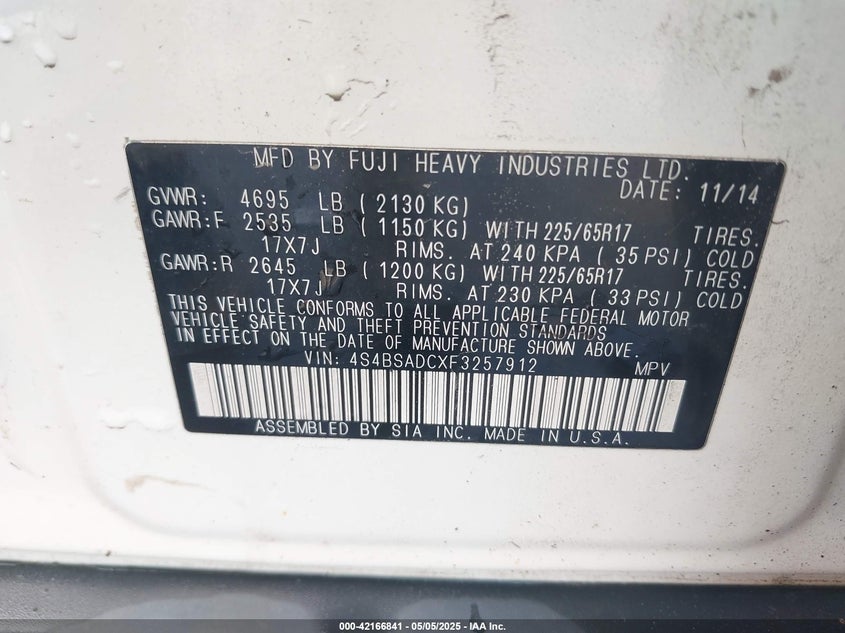 MFD BY FUJI HEAVY INDUSTRIES LTD.
DATE: 11/14
GVWR: 4695 LB ( 2130 KG)
GAWR:F 2535 LB ( 1150 KG) WITH 225/65R17 TIRES.
17X7J RIMS. AT 240 KPA ( 35 PSI) COLD
GAWR:R 2645 LB ( 1200 KG) WITH 225/65R17 TIRES.
17X7J RIMS. AT 230 KPA ( 33 PSI) COLD
THIS VEHICLE CONFORMS TO ALL APPLICABLE FEDERAL MOTOR
VEHICLE SAFETY AND THEFT PREVENTION STANDARDS
IN EFFECT ON THE DATE OF MANUFACTURE SHOWN ABOVE.
VIN: 4S4BSADCXF3257912 MPV
ASSEMBLED BY SIA INC. MADE IN U.S.A.
000-42166841 - 05/05/2025 - IAAI.COM